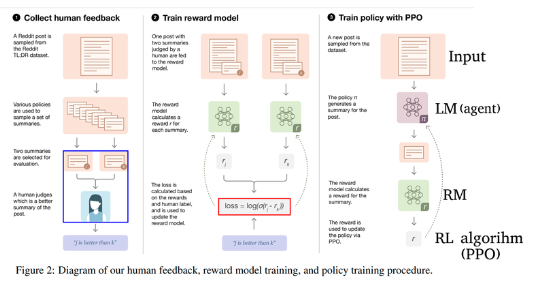 1 Collect human feedback
A Reddit post is
sampled from
the Reddit
TL;DR dataset.
Various policies
are used to
sample a set of
summaries.
Two summaries
are selected for
evaluation.
A human judges
which is a better
summary of the
post.
"j is better than k"
2 Train reward model
One post with
two summaries
judged by a
human are fed
to the reward
model.
The reward
model
calculates a
reward r for
each summary.
The loss is
calculated based
on the rewards
and human label,
and is used to
update the
reward model.
j
k
r
r
rj
rk
loss = log(σ(rj - rk))
"j is better than k"
3 Train policy with PPO
A new post is
sampled from the
dataset.
The policy π
generates a
summary for the
post.
The reward
model calculates
a reward for the
summary.
The reward is
used to update
the policy via
PPO.
π
r
r
Input
LM (agent)
RM
RL algorihm
(PPO)
Figure 2: Diagram of our human feedback, reward model training, and policy training procedure.